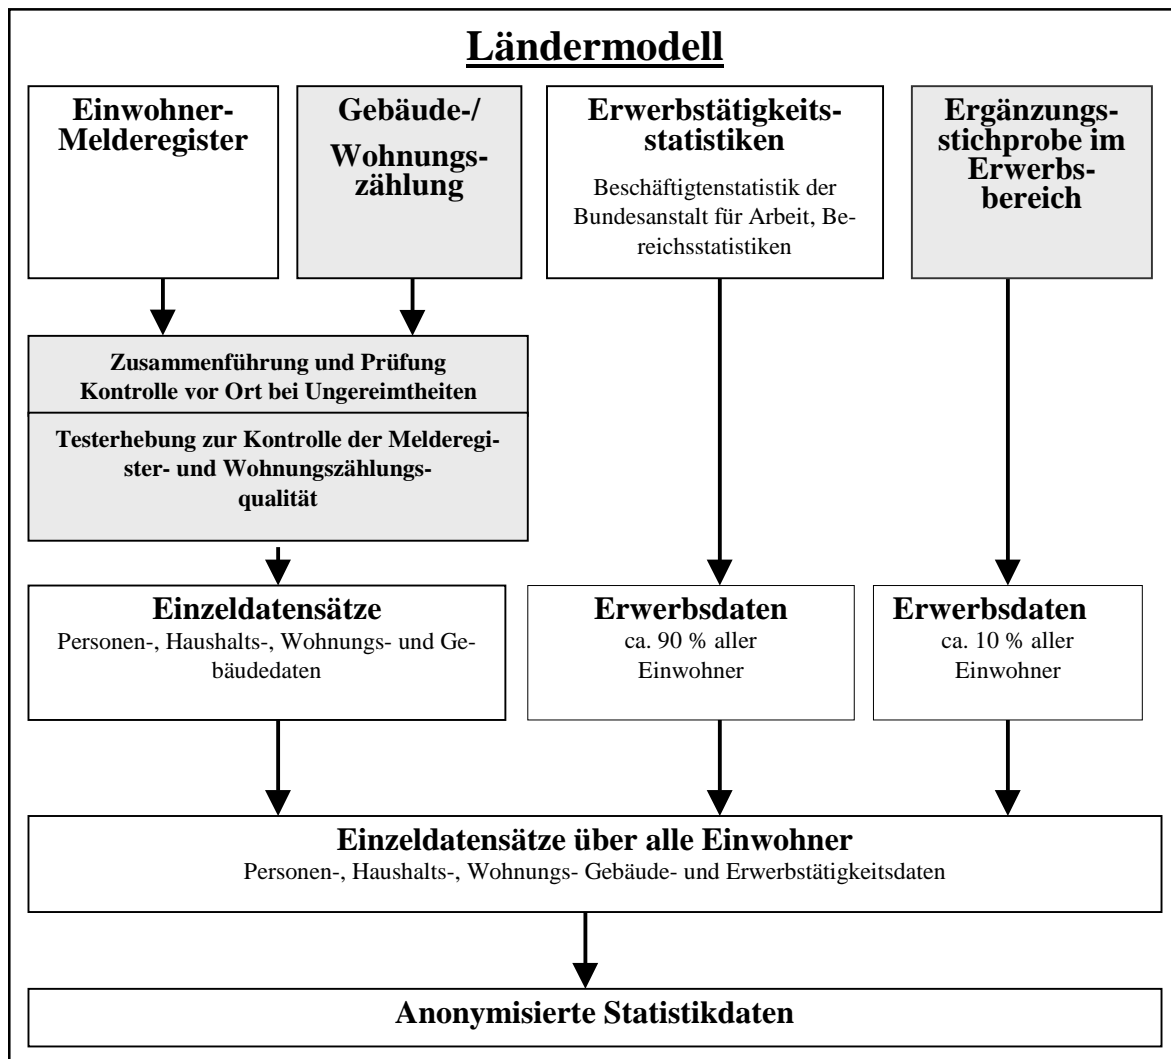 Ländermodell
Einwohner-
Melderegister
Gebäude-/
Wohnungs-
zählung
Erwerbstätigkeits-
statistiken
Beschäftigtenstatistik der
Bundesanstalt für Arbeit, Be-
reichsstatistiken
Ergänzungs-
stichprobe im
Erwerbs-
bereich
Zusammenführung und Prüfung
Kontrolle vor Ort bei Ungereimtheiten
Testerhebung zur Kontrolle der Melderegi-
ster- und Wohnungszählungs-
qualität
Einzeldatensätze
Personen-, Haushalts-, Wohnungs- und Ge-
bäudedaten
Erwerbsdaten
ca. 90 % aller
Einwohner
Erwerbsdaten
ca. 10 % aller
Einwohner
Einzeldatensätze über alle Einwohner
Personen-, Haushalts-, Wohnungs- Gebäude- und Erwerbstätigkeitsdaten
Anonymisierte Statistikdaten